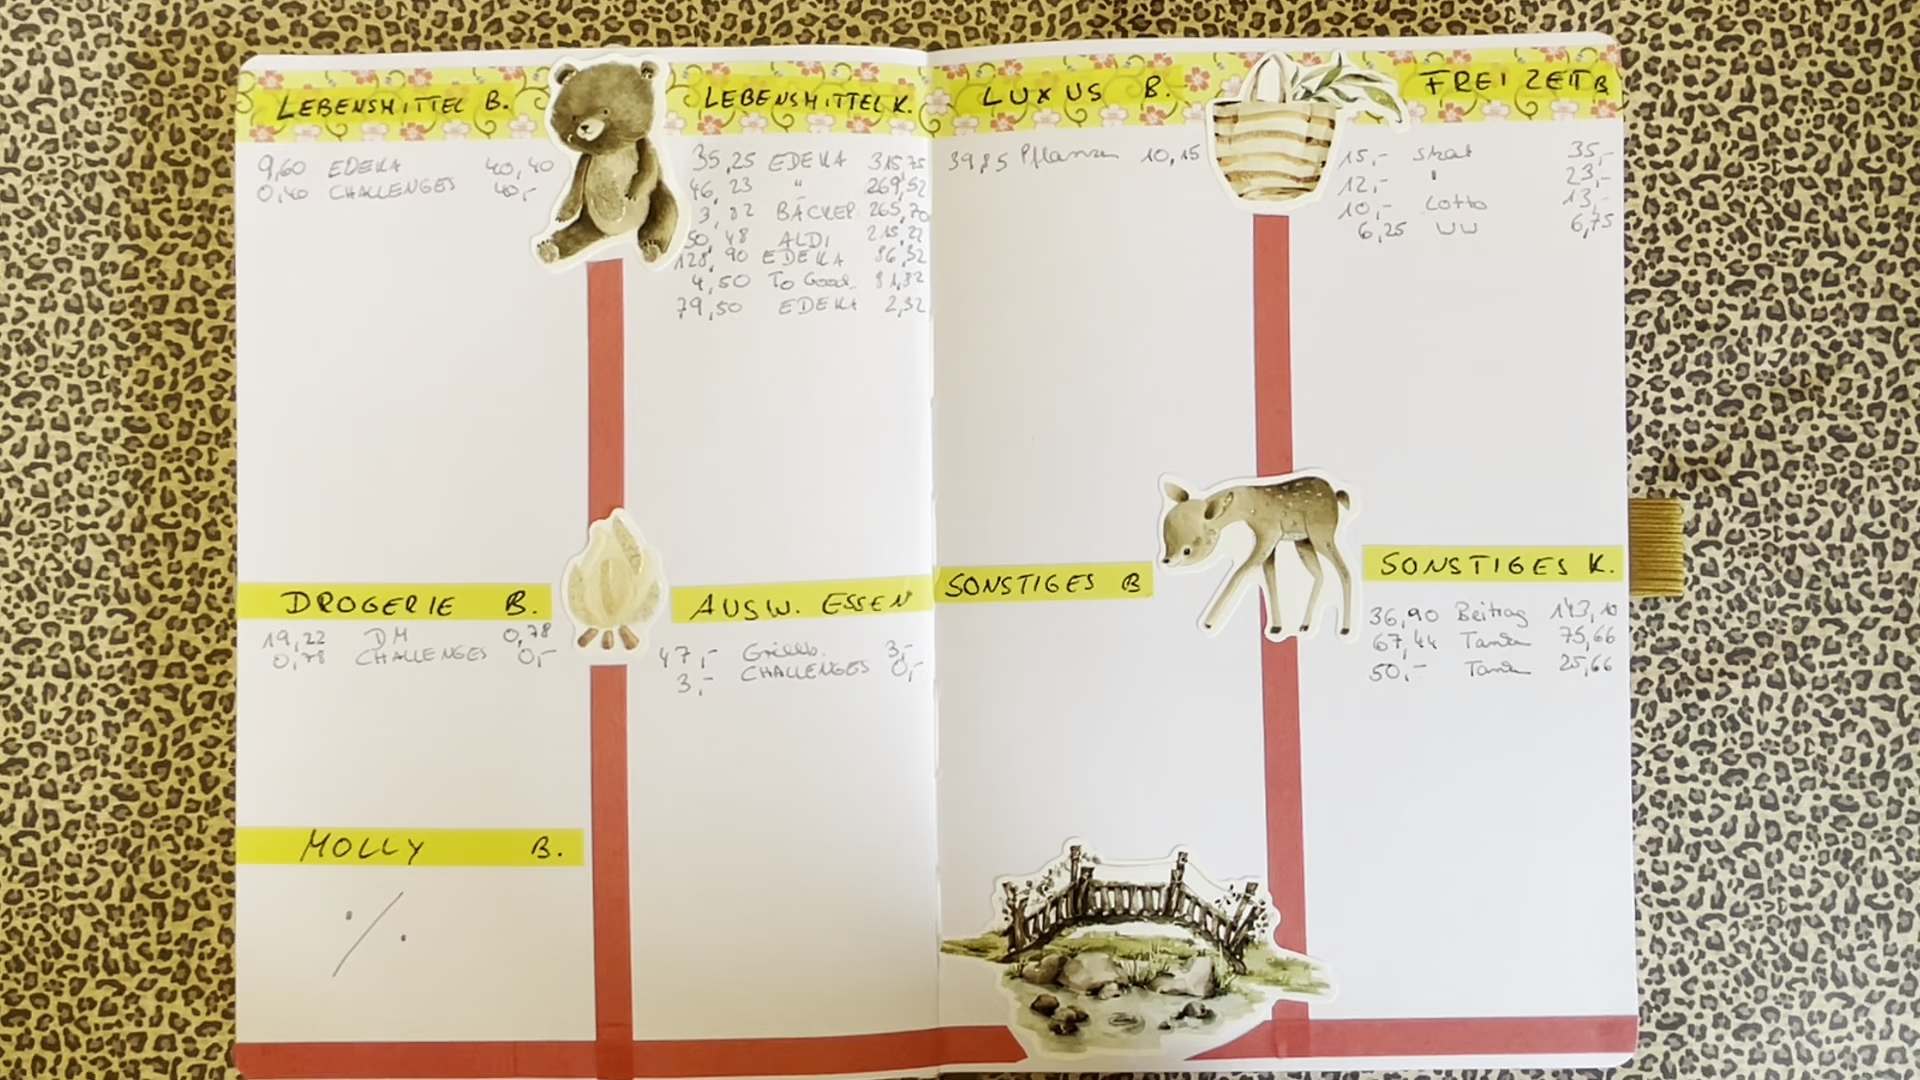 LEBENSMITTEL B.
9,60 EDEKA 40,40
0,40 CHALLENGES 40,-
LEBENSMITTEL K.
35,25 EDEKA 315,75
46,23 " 269,52
3,82 BÄCKER 265,70
50,48 ALDI 215,22
128,90 EDEKA 86,32
4,50 To Good.. 81,82
79,50 EDEKA 2,32
LUXUS B.
39,85 Pflanzen 10,15
FREIZEIT B
15,- Skat 35,-
12,- " 23,-
10,- Lotto 13,-
6,25 UU 6,75
DROGERIE B.
19,22 DM 0,78
0,78 CHALLENGES 0,-
AUSW. ESSEN
47,- Grillb. 3,-
3,- CHALLENGES 0,-
SONSTIGES B
SONSTIGES K.
36,90 Beitrag 143,10
67,44 Tanken 75,66
50,- Tanken 25,66
MOLLY B.